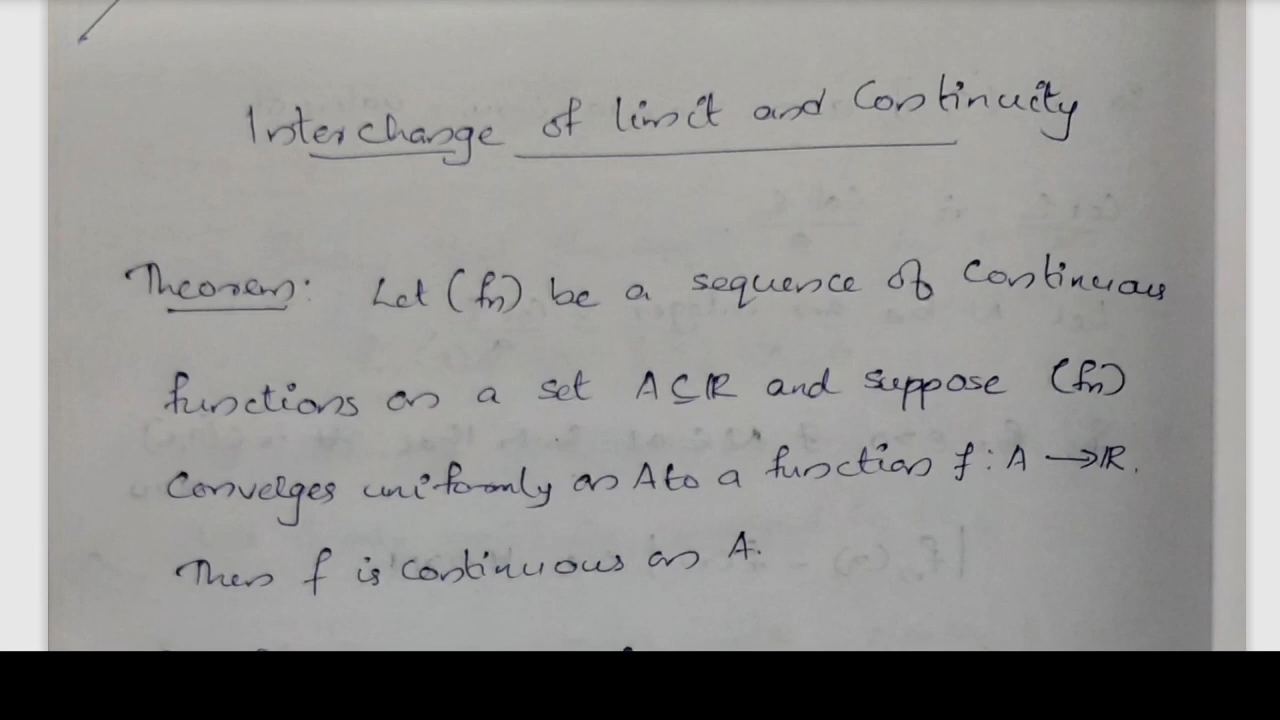 Interchange of limit and Continuity
Theorem: Let (fn) be a sequence of Continuous
functions on a set A ⊆ ℝ and suppose (fn)
Converges uniformly on A to a function f : A → ℝ.
Then f is continuous on A.